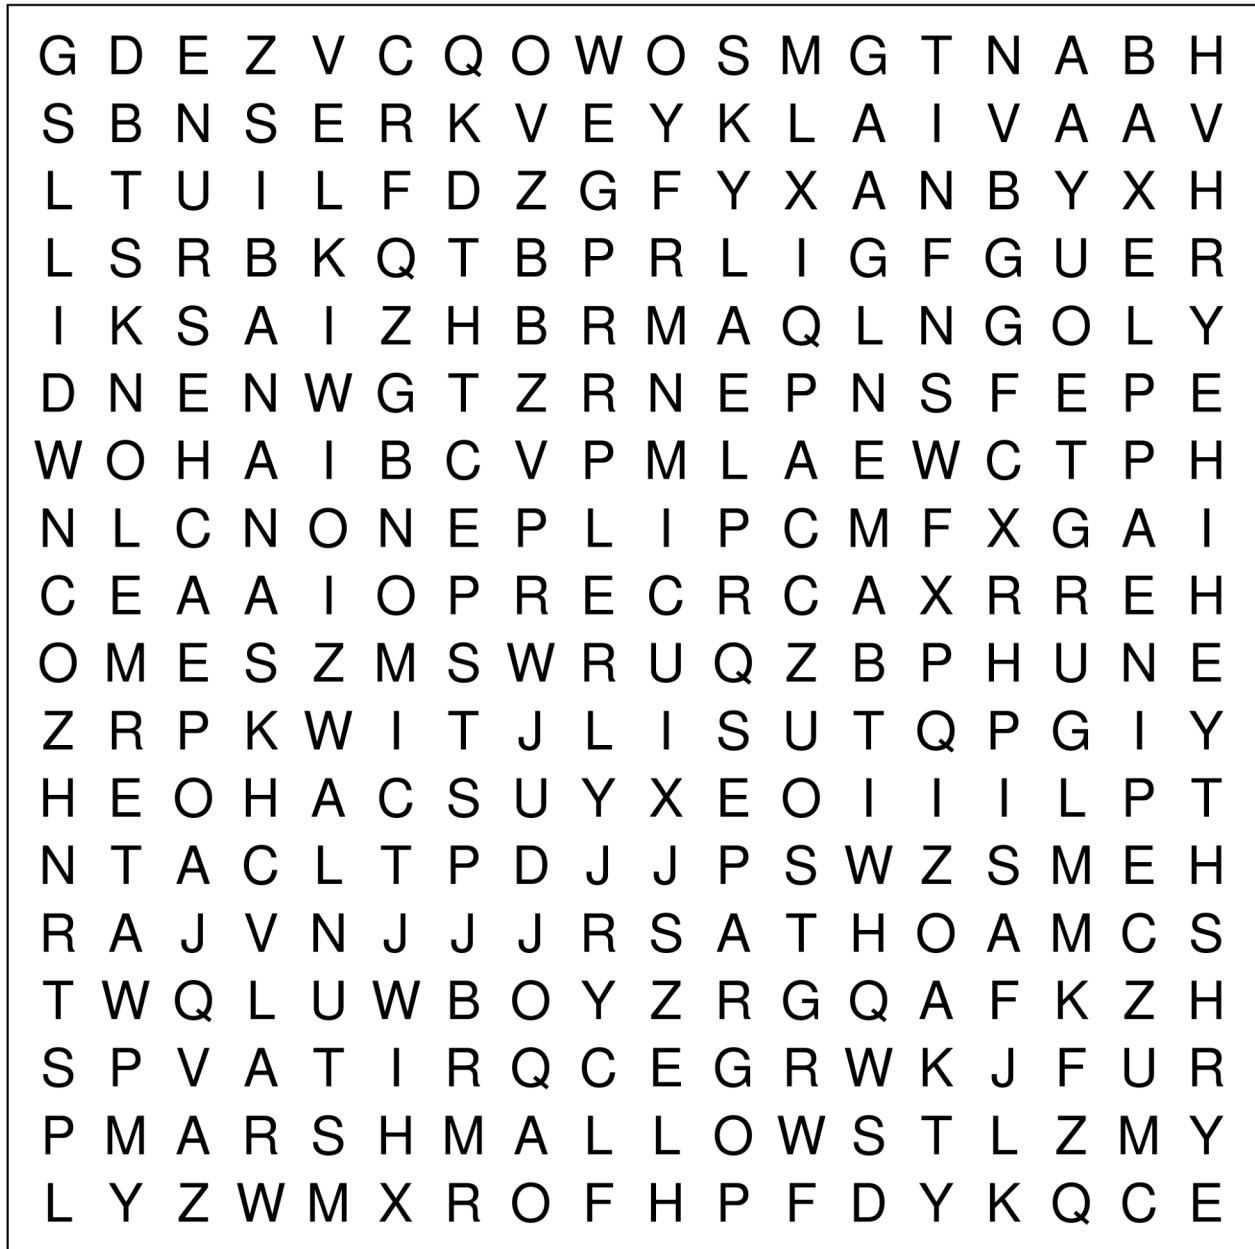 G D E Z V C Q O W O S M G T N A B H
S B N S E R K V E Y K L A I V A A V
L T U I L F D Z G F Y X A N B Y X H
L S R B K Q T B P R L I G F G U E R
I K S A I Z H B R M A Q L N G O L Y
D N E N W G T Z R N E P N S F E P E
W O H A I B C V P M L A E W C T P H
N L C N O N E P L I P C M F X G A I
C E A A I O P R E C R C A X R R E H
O M E S Z M S W R U Q Z B P H U N E
Z R P K W I T J L I S U T Q P G I Y
H E O H A C S U Y X E O I I I L P T
N T A C L T P D J J P S W Z S M E H
R A J V N J J J R S A T H O A M C S
T W Q L U W B O Y Z R G Q A F K Z H
S P V A T I R Q C E G R W K J F U R
P M A R S H M A L L O W S T L Z M Y
L Y Z W M X R O F H P F D Y K Q C E